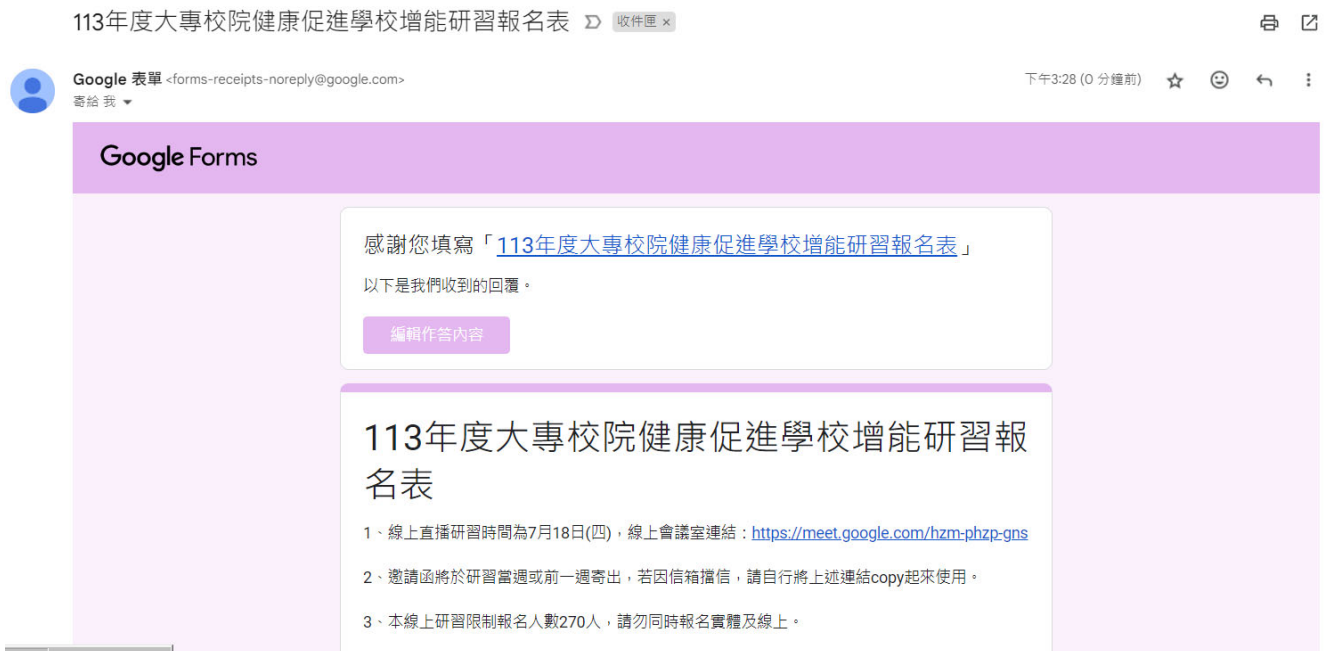 113年度大專校院健康促進學校增能研習報名表 收件匣 ×
Google 表單 <forms-receipts-noreply@google.com> 下午3:28 (0 分鐘前)
寄給 我
Google Forms
感謝您填寫「113年度大專校院健康促進學校增能研習報名表」
以下是我們收到的回覆。
編輯作答內容
113年度大專校院健康促進學校增能研習報
名表
1、線上直播研習時間為7月18日(四)，線上會議室連結：https://meet.google.com/hzm-phzp-gns
2、邀請函將於研習當週或前一週寄出，若因信箱擋信，請自行將上述連結copy起來使用。
3、本線上研習限制報名人數270人，請勿同時報名實體及線上。